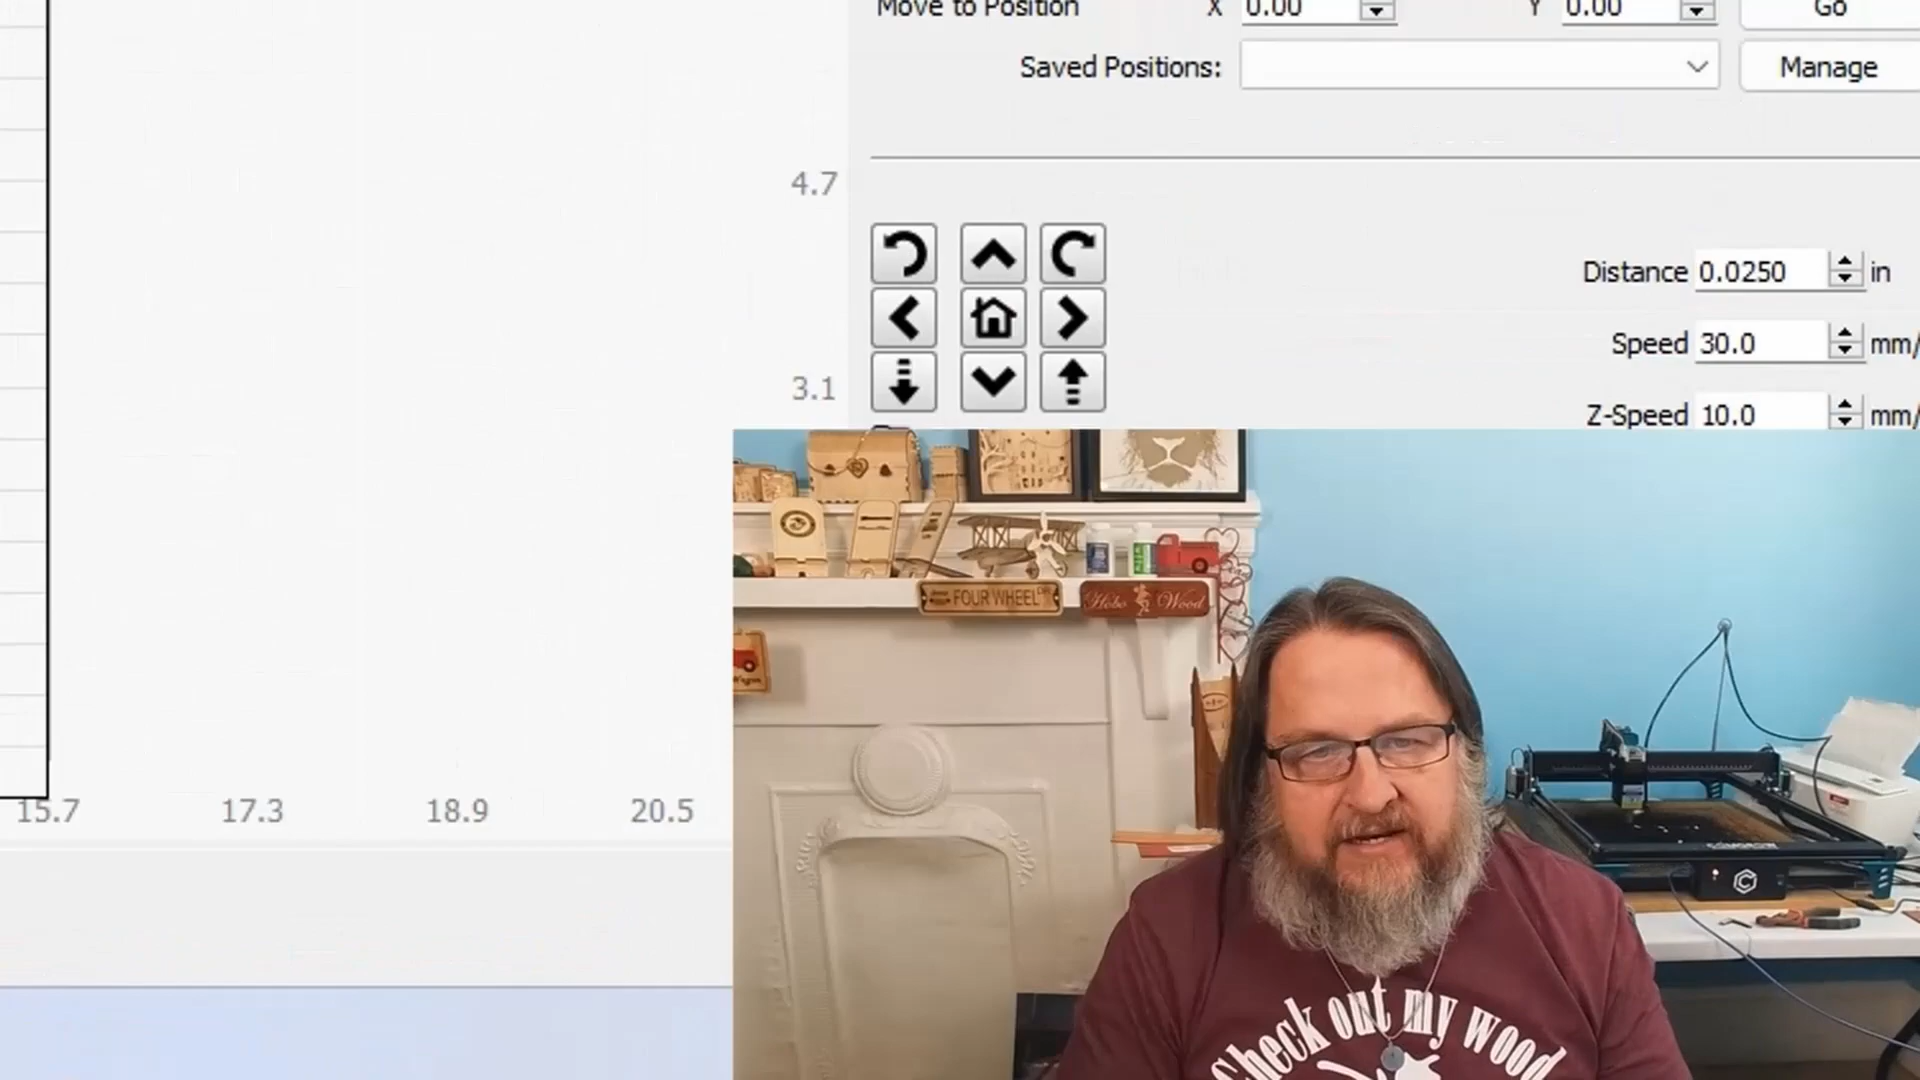 Move to Position X 0.00 Y 0.00 Go
Saved Positions: Manage
4.7
Distance 0.0250 in
Speed 30.0 mm/
3.1
Z-Speed 10.0 mm/
FOUR WHEEL
Hobo Wood
15.7 17.3 18.9 20.5
Check out my wood